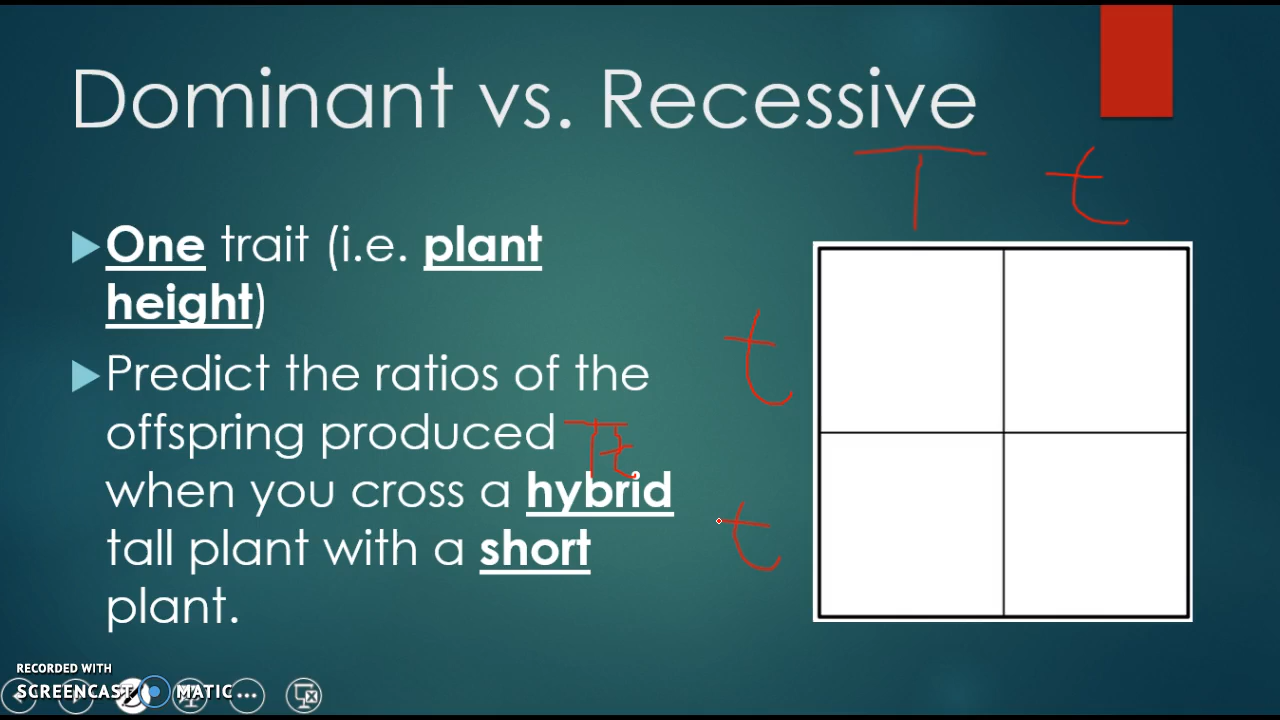 Dominant vs. Recessive
T t
One trait (i.e. plant
height)
Predict the ratios of the
offspring produced
Tt
when you cross a hybrid
tall plant with a short
plant.
t
t
RECORDED WITH
SCREENCAST MATIC